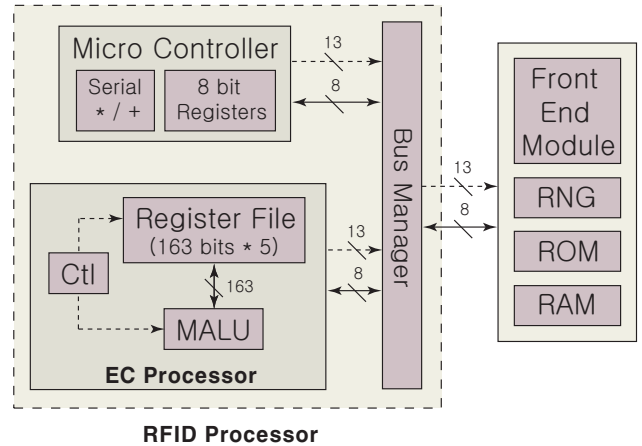 Micro Controller
Serial
* / +
8 bit
Registers
13
8
Bus Manager
Front
End
Module
13
8
RNG
ROM
RAM
Register File
(163 bits * 5)
Ctl
163
MALU
13
8
EC Processor
RFID Processor